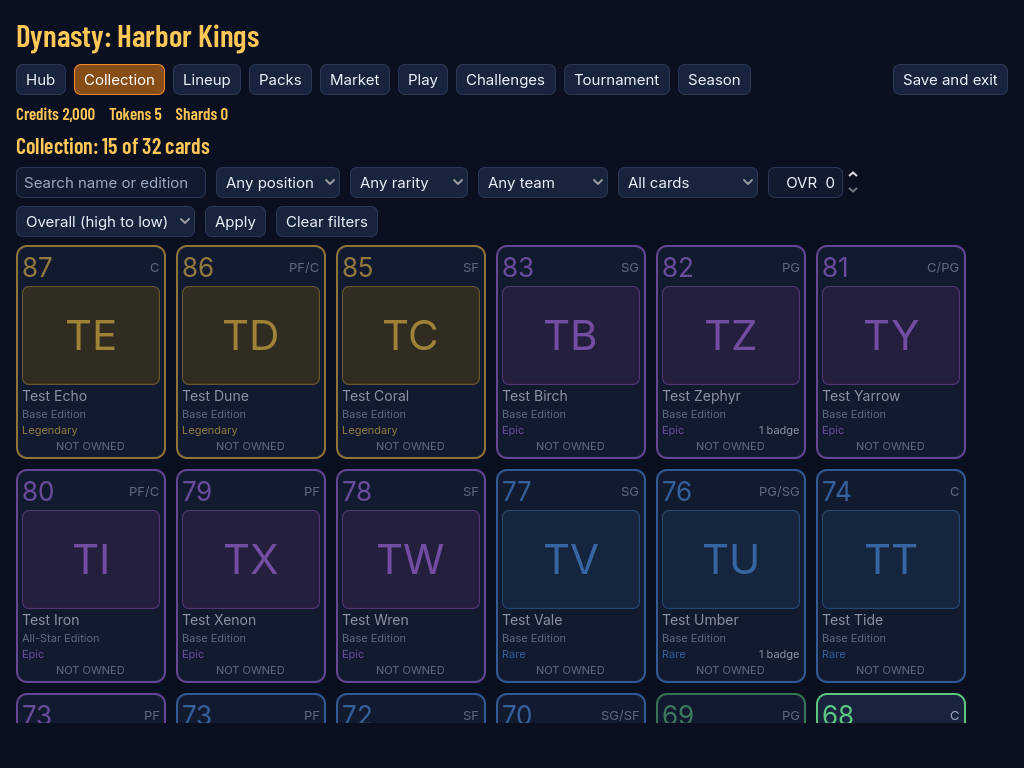 Dynasty: Harbor Kings
Hub Collection Lineup Packs Market Play Challenges Tournament Season Save and exit
Credits 2,000 Tokens 5 Shards 0
Collection: 15 of 32 cards
Search name or edition Any position Any rarity Any team All cards OVR 0
Overall (high to low) Apply Clear filters
87 C 86 PF/C 85 SF 83 SG 82 PG 81 C/PG
TE TD TC TB TZ TY
Test Echo Test Dune Test Coral Test Birch Test Zephyr Test Yarrow
Base Edition Base Edition Base Edition Base Edition Base Edition Base Edition
Legendary Legendary Legendary Epic Epic 1 badge Epic
NOT OWNED NOT OWNED NOT OWNED NOT OWNED NOT OWNED NOT OWNED
80 PF/C 79 PF 78 SF 77 SG 76 PG/SG 74 C
TI TX TW TV TU TT
Test Iron Test Xenon Test Wren Test Vale Test Umber Test Tide
All-Star Edition Base Edition Base Edition Base Edition Base Edition Base Edition
Epic Epic Epic Rare Rare 1 badge Rare
NOT OWNED NOT OWNED NOT OWNED NOT OWNED NOT OWNED NOT OWNED
73 PF 73 PF 72 SF 70 SG/SF 69 PG 68 C